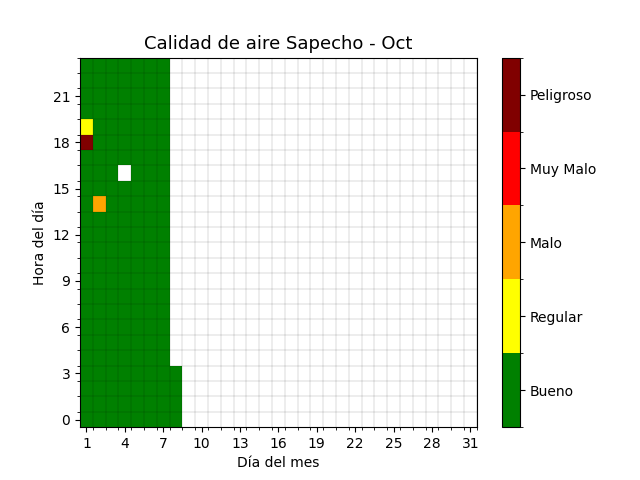 Calidad de aire Sapecho - Oct
Hora del día
21
18
15
12
9
6
3
0
1 4 7 10 13 16 19 22 25 28 31
Día del mes
Peligroso
Muy Malo
Malo
Regular
Bueno